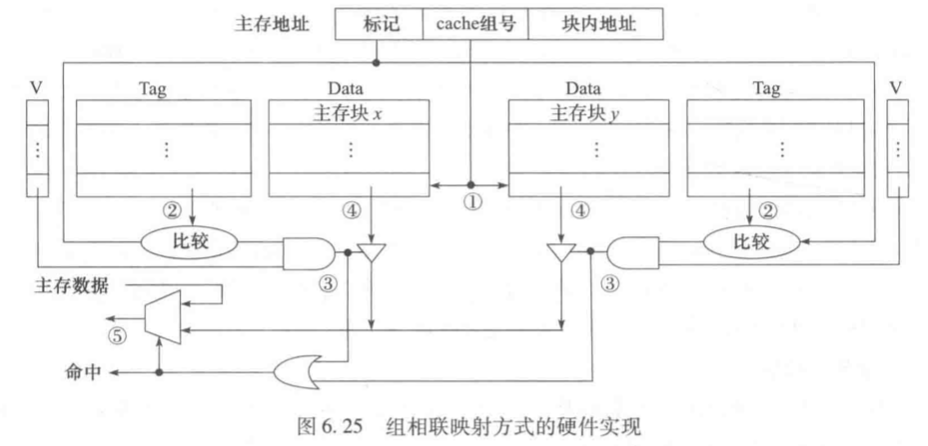 主存地址 标记 cache组号 块内地址
V Tag Data Data Tag V
主存块 x 主存块 y
⋮ ⋮ ⋮ ⋮ ⋮ ⋮
①
② ④ ④ ②
比较 比较
③ ③
主存数据
⑤
命中
图 6.25 组相联映射方式的硬件实现